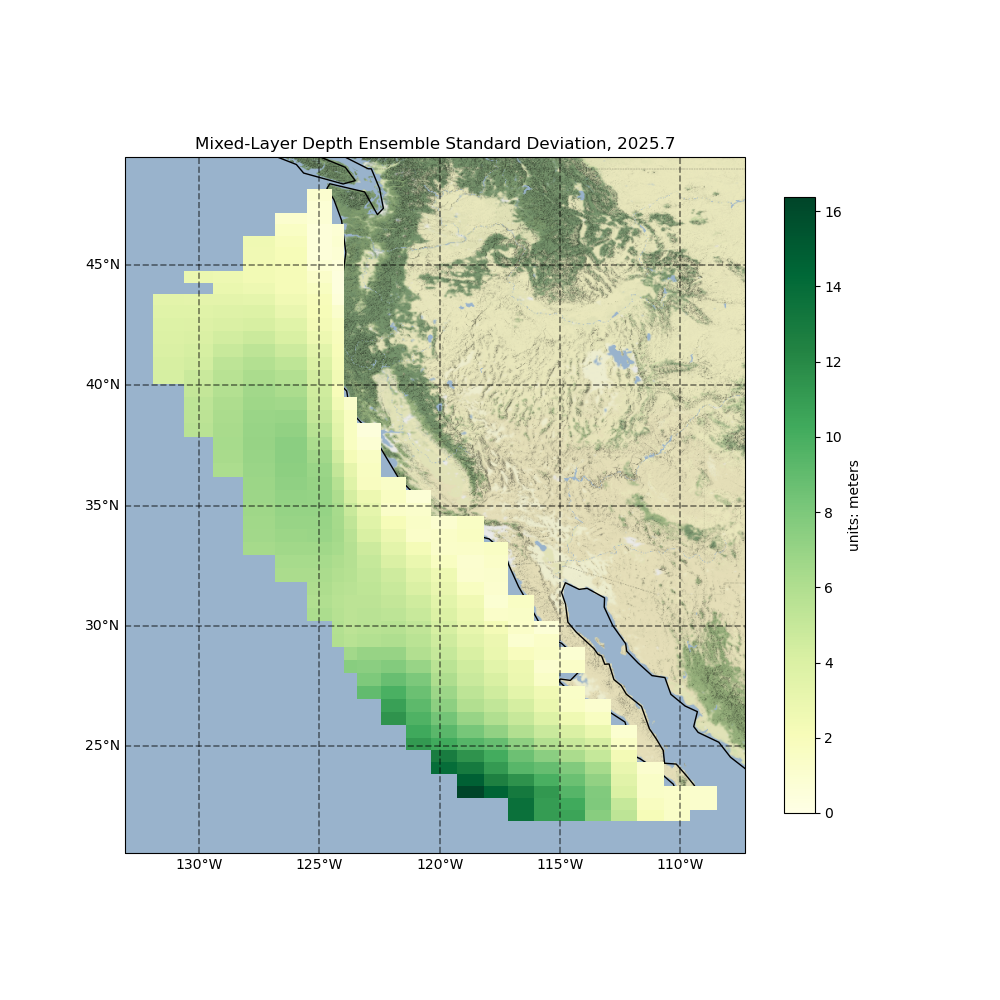 Mixed-Layer Depth Ensemble Standard Deviation, 2025.7
45°N
40°N
35°N
30°N
25°N
130°W
125°W
120°W
115°W
110°W
16
14
12
10
8
6
4
2
0
units: meters